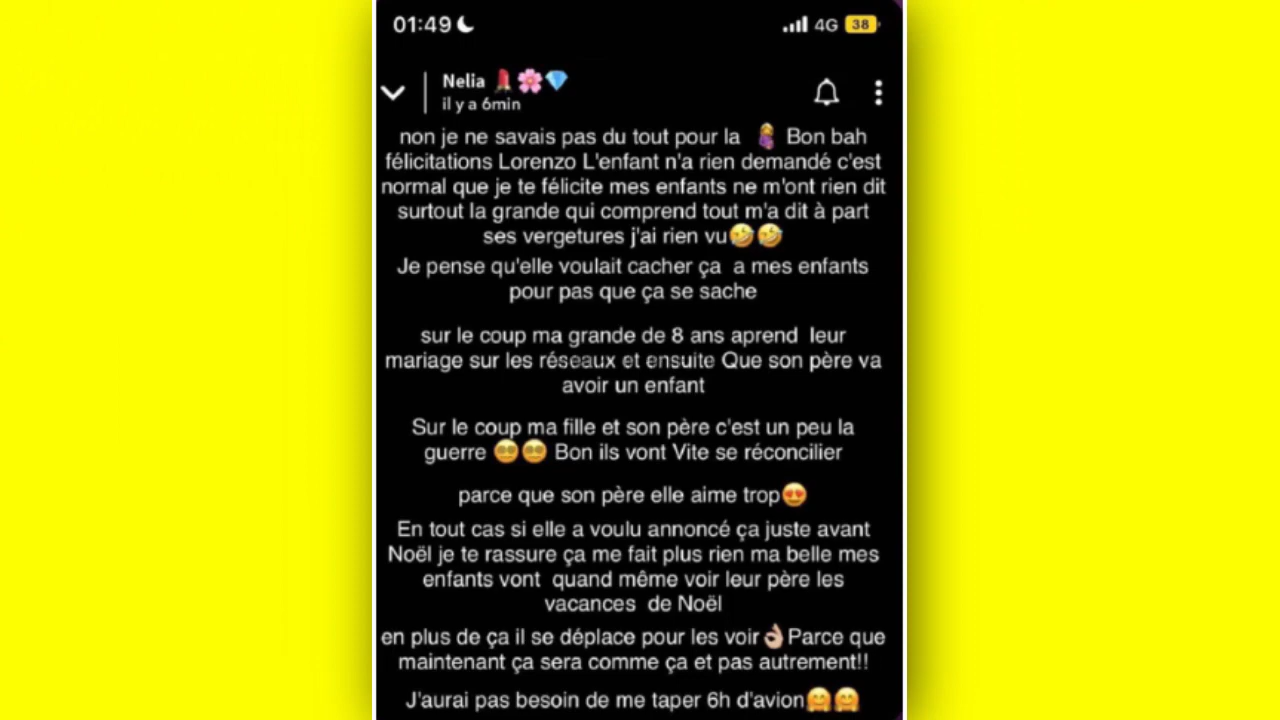 01:49
4G 38
Nelia 💄🌸💎
il y a 6min
non je ne savais pas du tout pour la 🤰 Bon bah
félicitations Lorenzo L'enfant n'a rien demandé c'est
normal que je te félicite mes enfants ne m'ont rien dit
surtout la grande qui comprend tout m'a dit à part
ses vergetures j'ai rien vu🤣🤣
Je pense qu'elle voulait cacher ça a mes enfants
pour pas que ça se sache
sur le coup ma grande de 8 ans aprend leur
mariage sur les réseaux et ensuite Que son père va
avoir un enfant
Sur le coup ma fille et son père c'est un peu la
guerre 😵‍💫😵‍💫 Bon ils vont Vite se réconcilier
parce que son père elle aime trop😍
En tout cas si elle a voulu annoncé ça juste avant
Noël je te rassure ça me fait plus rien ma belle mes
enfants vont quand même voir leur père les
vacances de Noël
en plus de ça il se déplace pour les voir👌🏼Parce que
maintenant ça sera comme ça et pas autrement!!
J'aurai pas besoin de me taper 6h d'avion🤗🤗